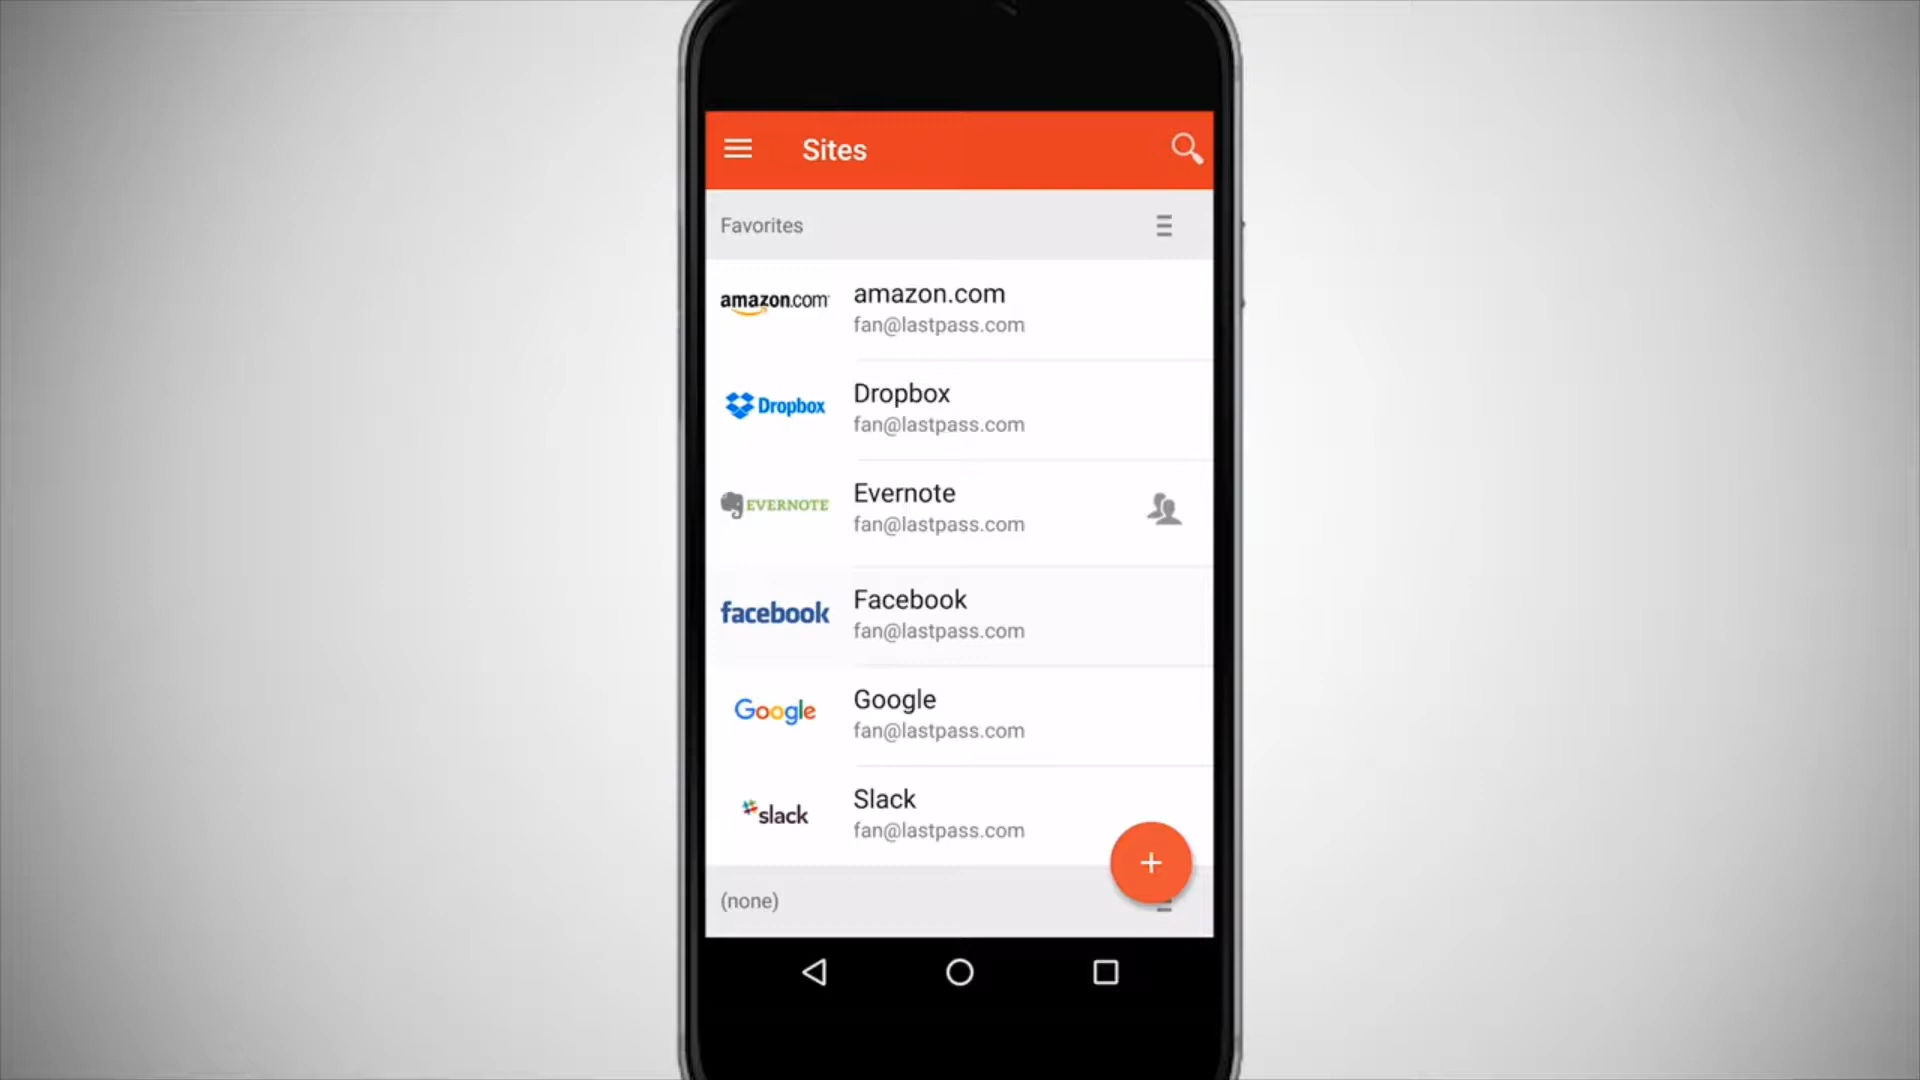 Sites
Favorites
amazon.com
amazon.com
fan@lastpass.com
Dropbox
Dropbox
fan@lastpass.com
EVERNOTE
Evernote
fan@lastpass.com
facebook
Facebook
fan@lastpass.com
Google
Google
fan@lastpass.com
slack
Slack
fan@lastpass.com
(none)